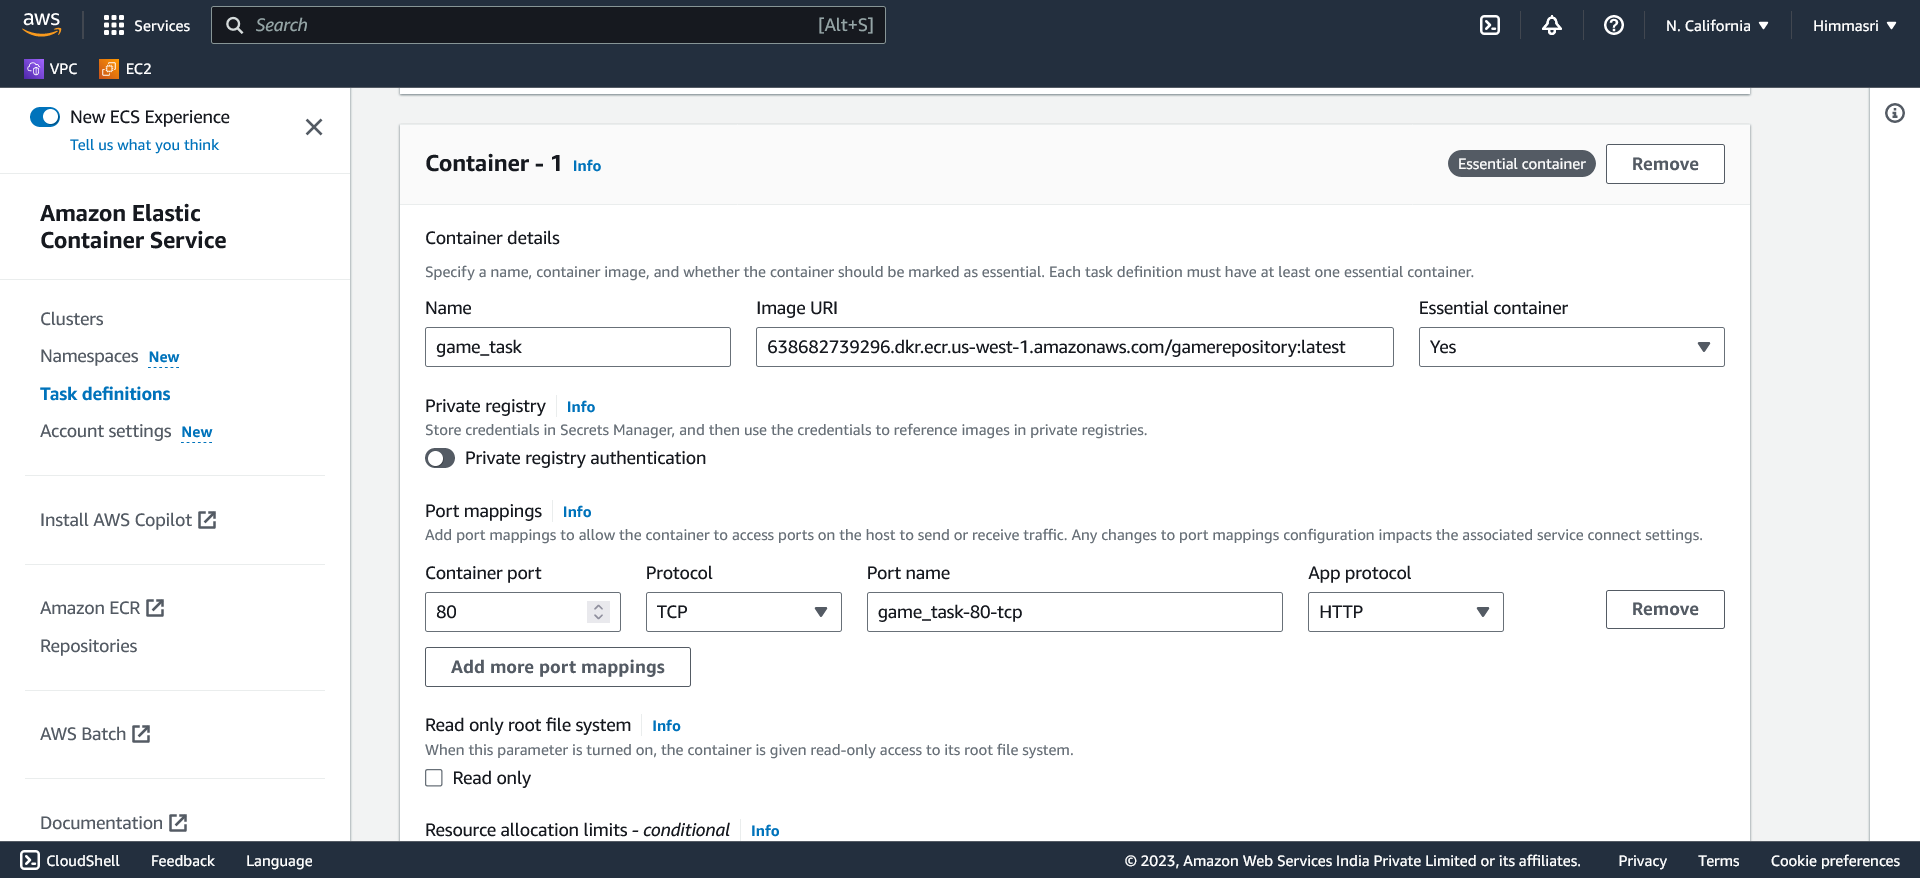 aws
Services
Search
[Alt+S]
N. California
Himmasri
VPC
EC2
New ECS Experience
Tell us what you think
Amazon Elastic
Container Service
Clusters
Namespaces New
Task definitions
Account settings New
Install AWS Copilot
Amazon ECR
Repositories
AWS Batch
Documentation
Container - 1 Info
Essential container
Remove
Container details
Specify a name, container image, and whether the container should be marked as essential. Each task definition must have at least one essential container.
Name
Image URI
Essential container
game_task
638682739296.dkr.ecr.us-west-1.amazonaws.com/gamerepository:latest
Yes
Private registry Info
Store credentials in Secrets Manager, and then use the credentials to reference images in private registries.
Private registry authentication
Port mappings Info
Add port mappings to allow the container to access ports on the host to send or receive traffic. Any changes to port mappings configuration impacts the associated service connect settings.
Container port
Protocol
Port name
App protocol
80
TCP
game_task-80-tcp
HTTP
Remove
Add more port mappings
Read only root file system Info
When this parameter is turned on, the container is given read-only access to its root file system.
Read only
Resource allocation limits - conditional Info
CloudShell
Feedback
Language
© 2023, Amazon Web Services India Private Limited or its affiliates.
Privacy
Terms
Cookie preferences